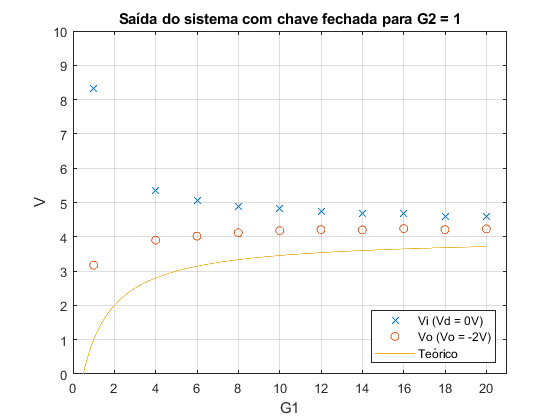 Saída do sistema com chave fechada para G2 = 1
10
9
8
7
6
5
4
3
2
1
0
V
0 2 4 6 8 10 12 14 16 18 20
G1
Vi (Vd = 0V)
Vo (Vo = -2V)
Teórico